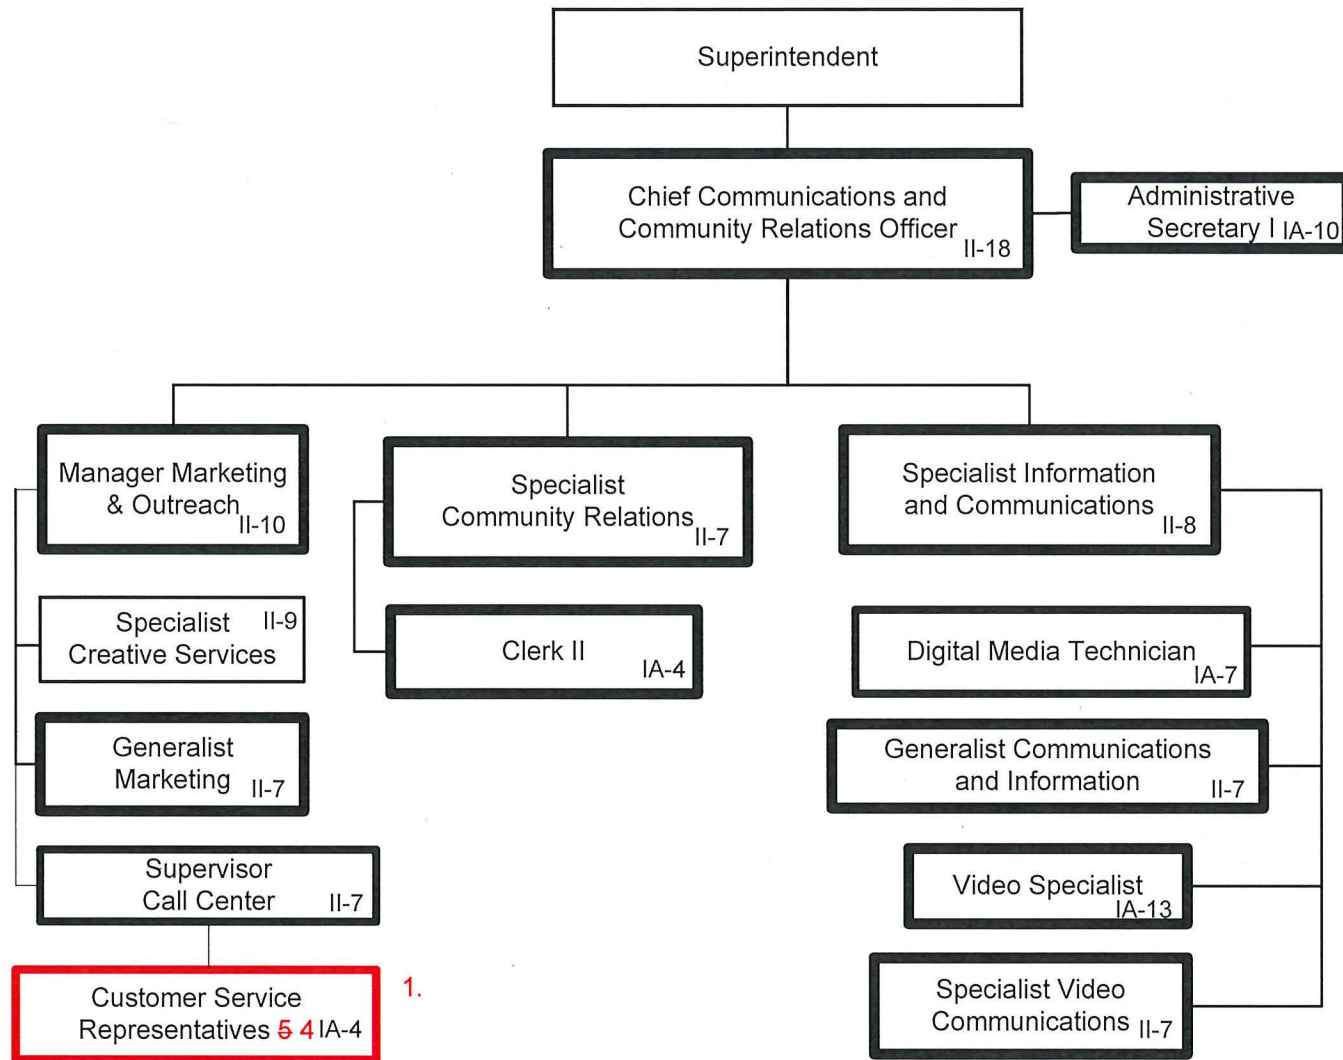 Superintendent
Chief Communications and
Community Relations Officer
II-18
Administrative
Secretary I IA-10
Manager Marketing
& Outreach
II-10
Specialist
Community Relations
II-7
Specialist Information
and Communications
II-8
Specialist II-9
Creative Services
Clerk II
IA-4
Digital Media Technician
IA-7
Generalist
Marketing
II-7
Generalist Communications
and Information
II-7
Supervisor
Call Center II-7
Video Specialist
IA-13
Customer Service
Representatives 5 4 IA-4
1.
Specialist Video
Communications II-7